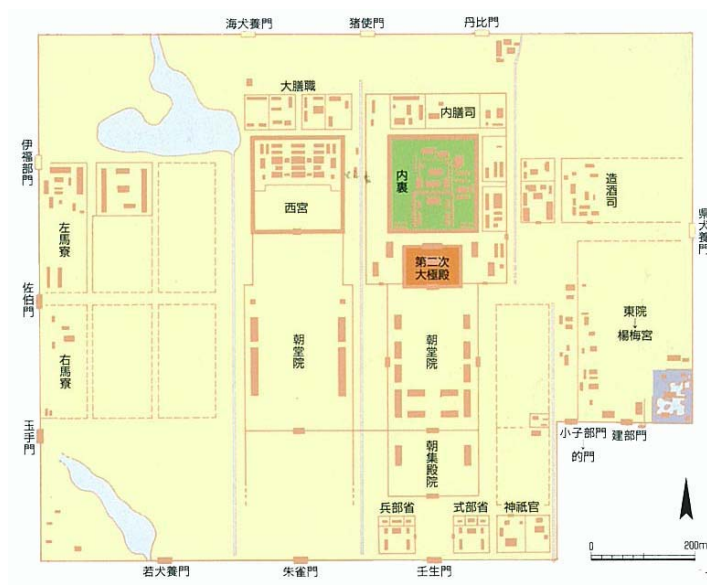 海犬養門
猪使門
丹比門
大膳職
内膳司
伊福部門
内裏
造酒司
西宮
左馬寮
県犬養門
第二次
大極殿
佐伯門
東院
↓
楊梅宮
朝堂院
朝堂院
右馬寮
玉手門
小子部門
↓
的門
建部門
朝集殿院
兵部省
式部省
神祇官
0
200m
若犬養門
朱雀門
壬生門